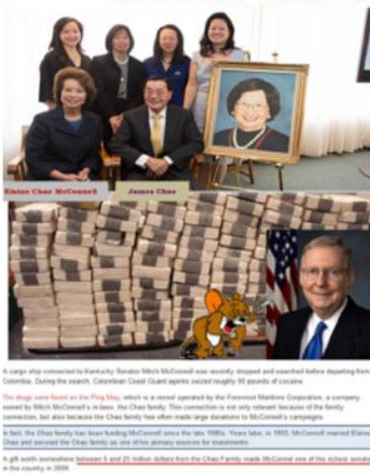 Elaine Chao McConnell
James Chao
A cargo ship connected to Kentucky Senator Mitch McConnell was recently stopped and searched before departing from
Colombia. During the search, Colombian Coast Guard agents seized roughly 90 pounds of cocaine.
The drugs were found on the Ping May, which is a vessel operated by the Foremost Maritime Corporation, a company
owned by Mitch McConnell's in-laws, the Chao family. This connection is not only relevant because of the family
connection, but also because the Chao family has often made large donations to McConnell's campaigns.
In fact, the Chao family has been funding McConnell since the late 1980s. Years later, in 1993, McConnell married Elaine
Chao and secured the Chao family as one of his primary sources for investments.
A gift worth somewhere between 5 and 25 million dollars from the Chao Family made McConnell one of the richest senators
in the country in 2008.